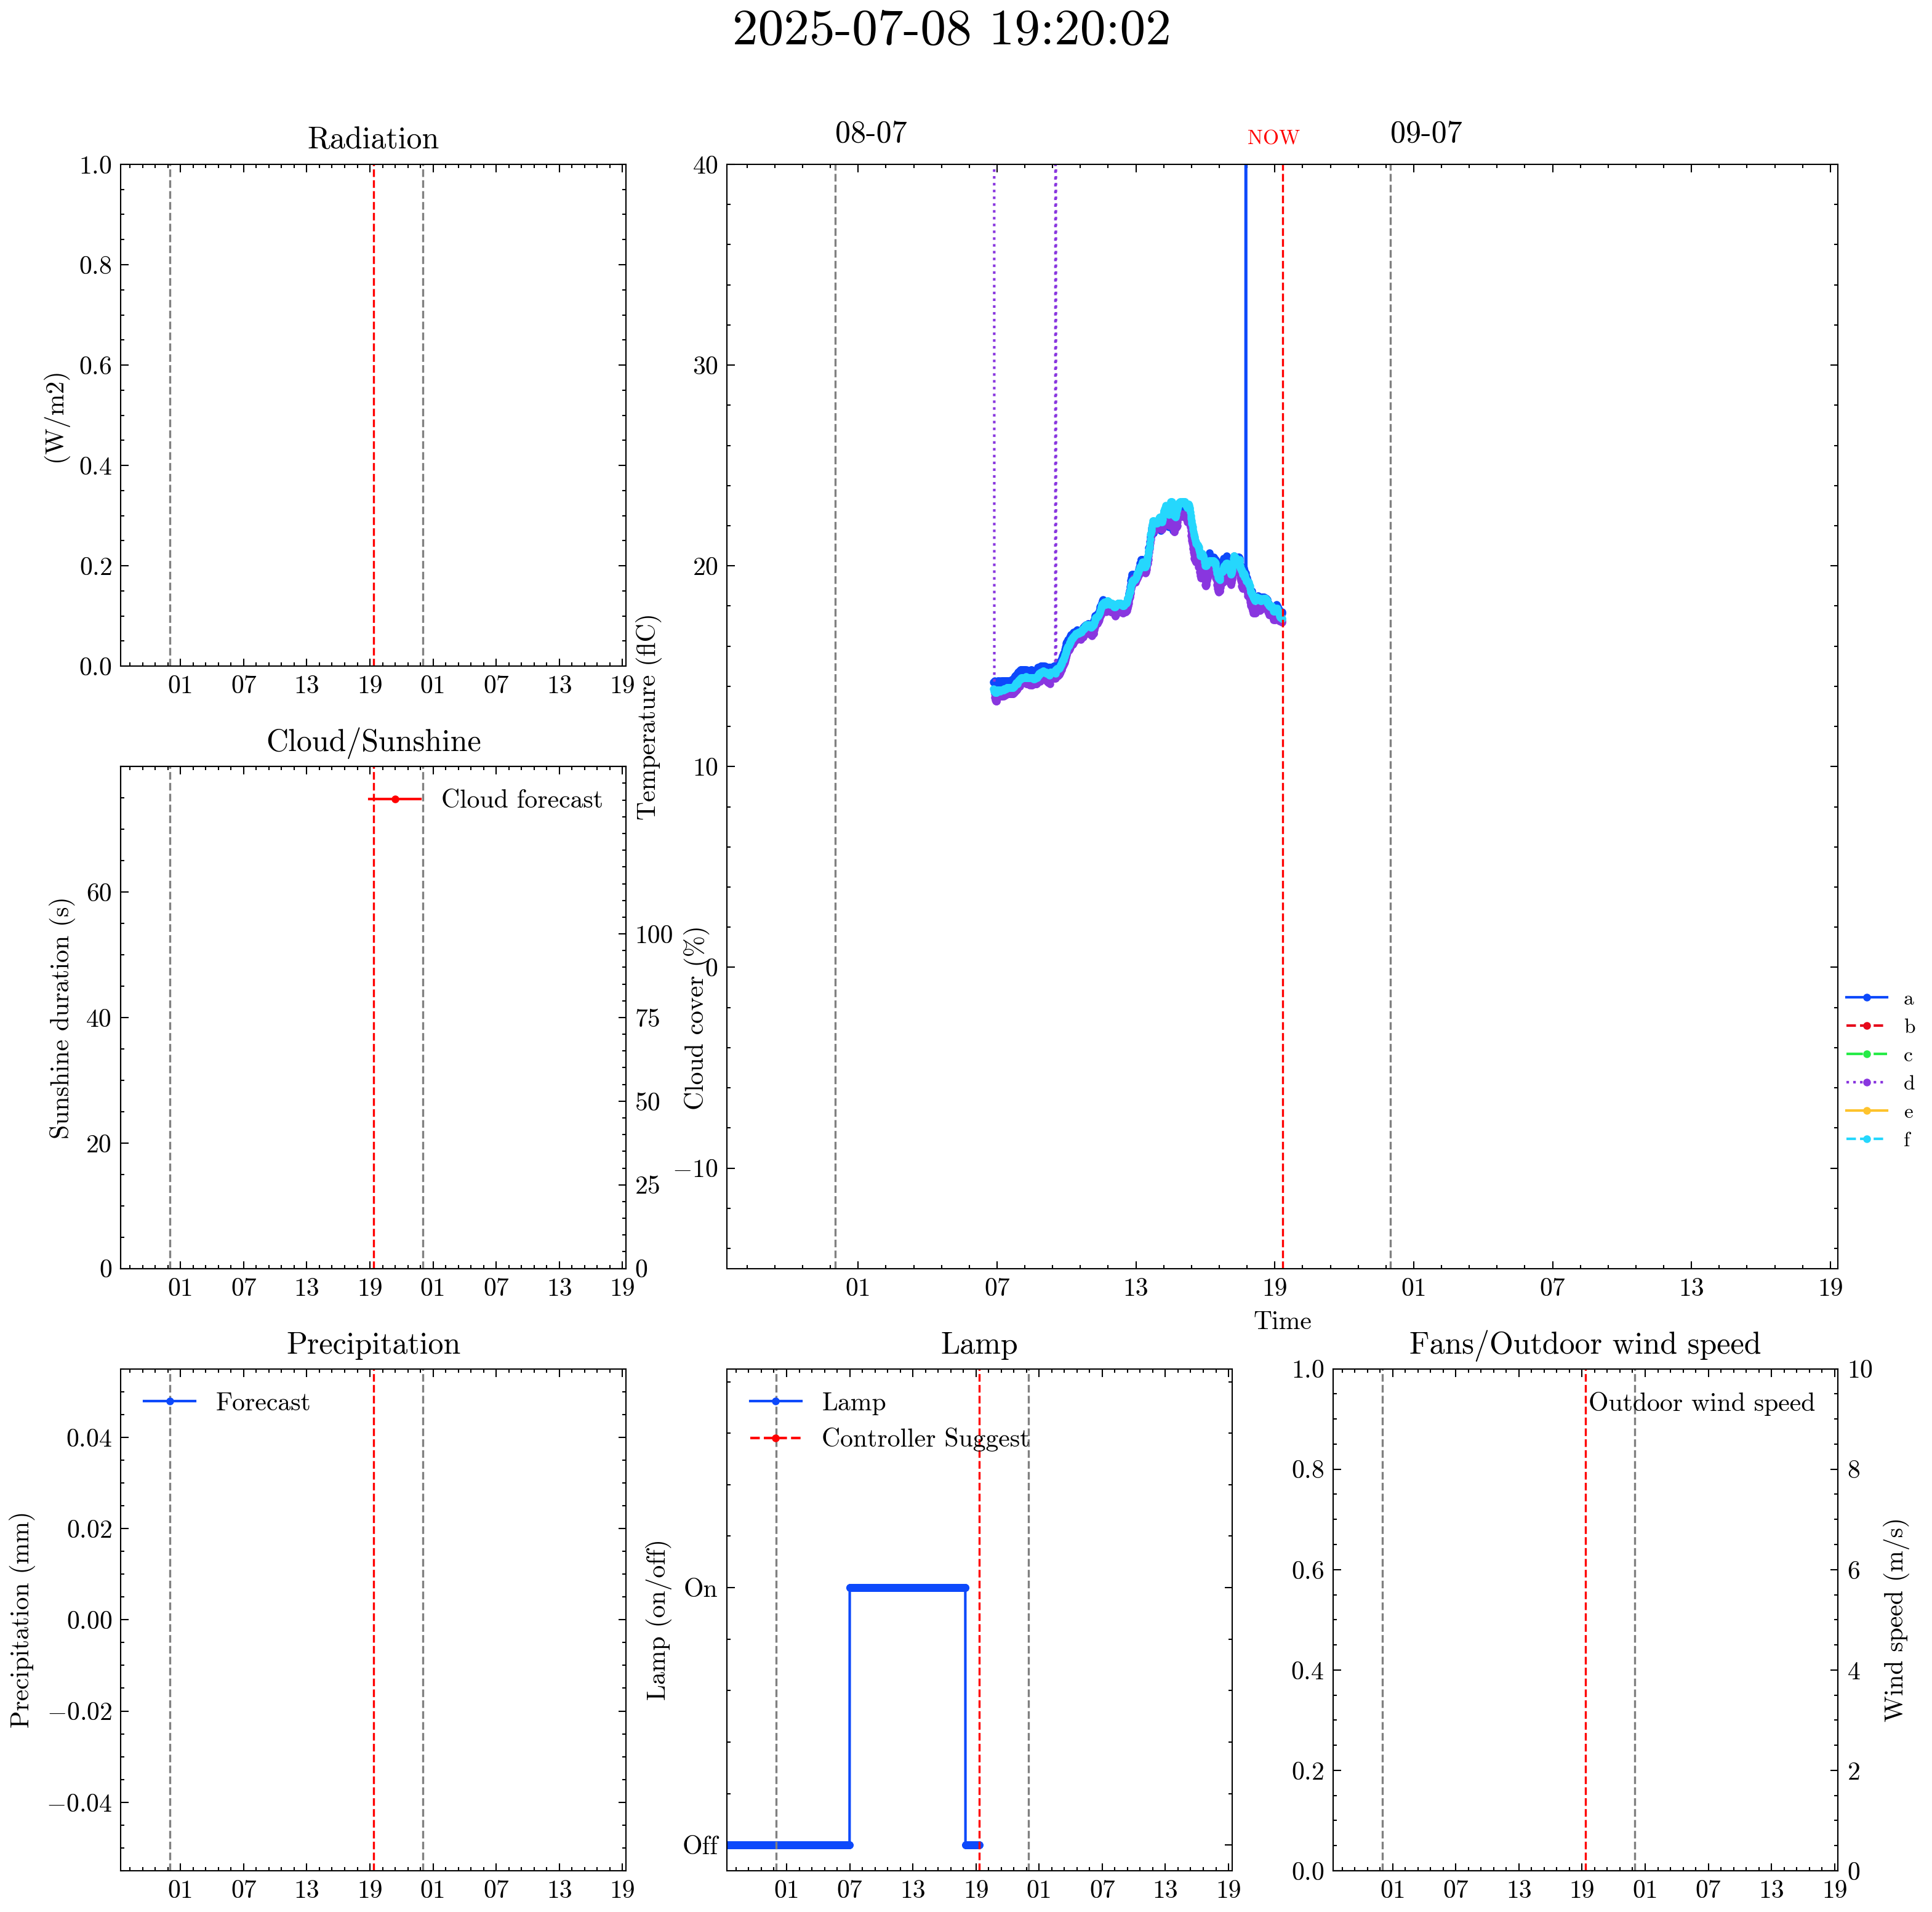 2025-07-08 19:20:02
Radiation
(W/m2)
1.0
0.8
0.6
0.4
0.2
0.0
01 07 13 19 01 07 13 19
08-07
NOW
09-07
Temperature (flC)
40
30
20
10
0
−10
01 07 13 19 01 07 13 19
Time
a
b
c
d
e
f
Cloud/Sunshine
Cloud forecast
Sunshine duration (s)
60
40
20
0
Cloud cover (%)
100
75
50
25
0
01 07 13 19 01 07 13 19
Precipitation
Forecast
Precipitation (mm)
0.04
0.02
0.00
−0.02
−0.04
01 07 13 19 01 07 13 19
Lamp
Lamp
Controller Suggest
Lamp (on/off)
On
Off
01 07 13 19 01 07 13 19
Fans/Outdoor wind speed
Outdoor wind speed
1.0
0.8
0.6
0.4
0.2
0.0
10
8
6
4
2
0
Wind speed (m/s)
01 07 13 19 01 07 13 19